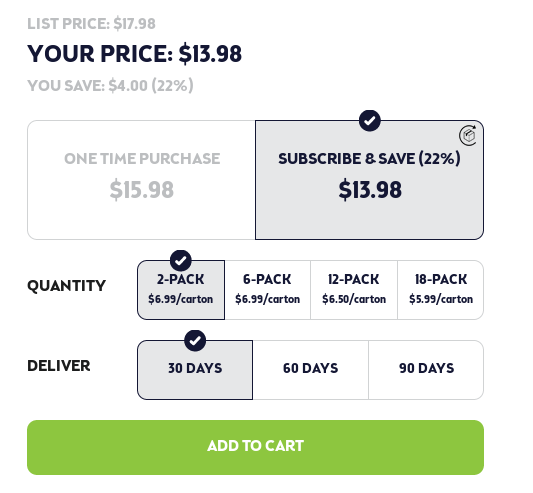 LIST PRICE: $17.98
YOUR PRICE: $13.98
YOU SAVE: $4.00 (22%)
ONE TIME PURCHASE
$15.98
SUBSCRIBE & SAVE (22%)
$13.98
QUANTITY
2-PACK
$6.99/carton
6-PACK
$6.99/carton
12-PACK
$6.50/carton
18-PACK
$5.99/carton
DELIVER
30 DAYS
60 DAYS
90 DAYS
ADD TO CART